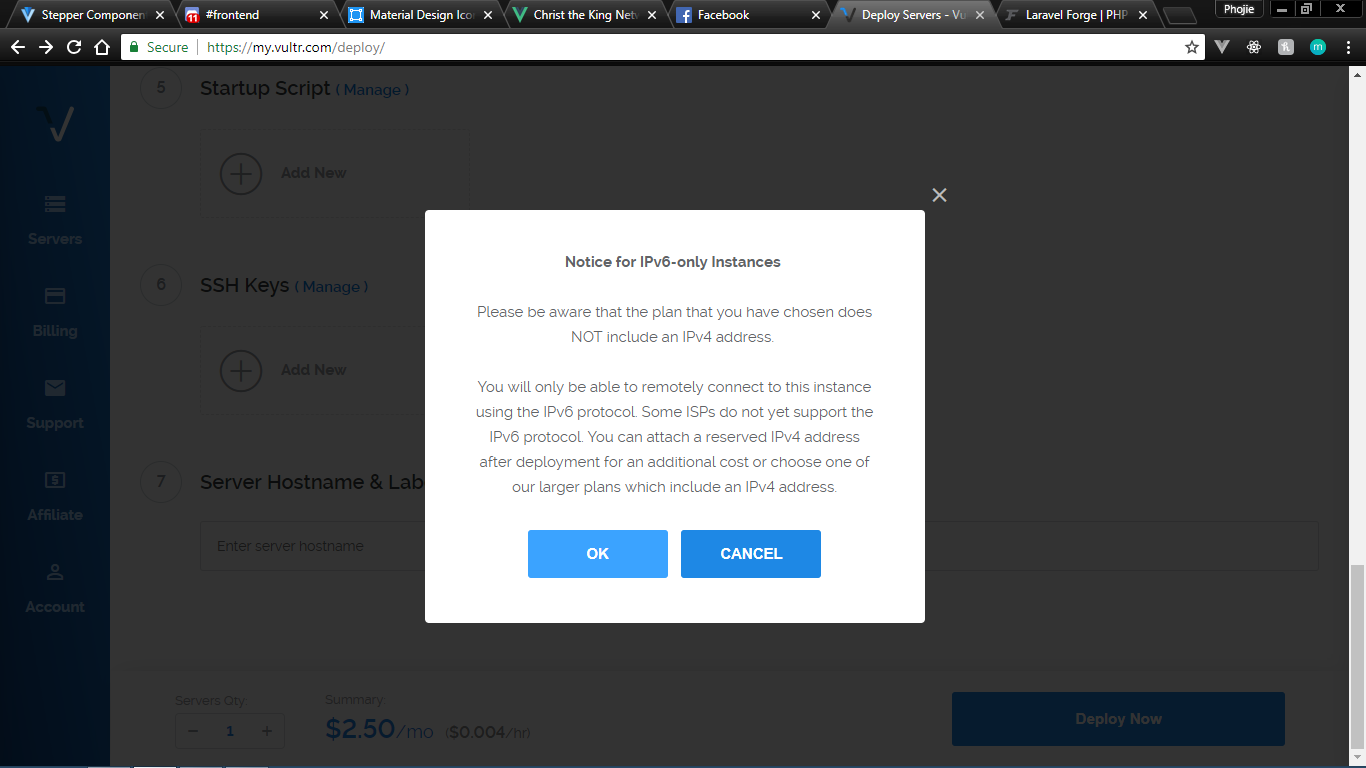 Stepper Componen
11 #frontend
Material Design Ico
Christ the King Netw
Facebook
Deploy Servers - Vu
Laravel Forge | PHP
Phojie
Secure https://my.vultr.com/deploy/
m
5 Startup Script ( Manage )
Add New
Servers
Notice for IPv6-only Instances
6 SSH Keys ( Manage )
Please be aware that the plan that you have chosen does
NOT include an IPv4 address.
Billing
Add New
You will only be able to remotely connect to this instance
using the IPv6 protocol. Some ISPs do not yet support the
IPv6 protocol. You can attach a reserved IPv4 address
after deployment for an additional cost or choose one of
our larger plans which include an IPv4 address.
Support
7 Server Hostname & Lab
Affiliate
Enter server hostname
OK CANCEL
Account
Servers Qty:
1
Summary:
$2.50/mo ($0.004/hr)
Deploy Now